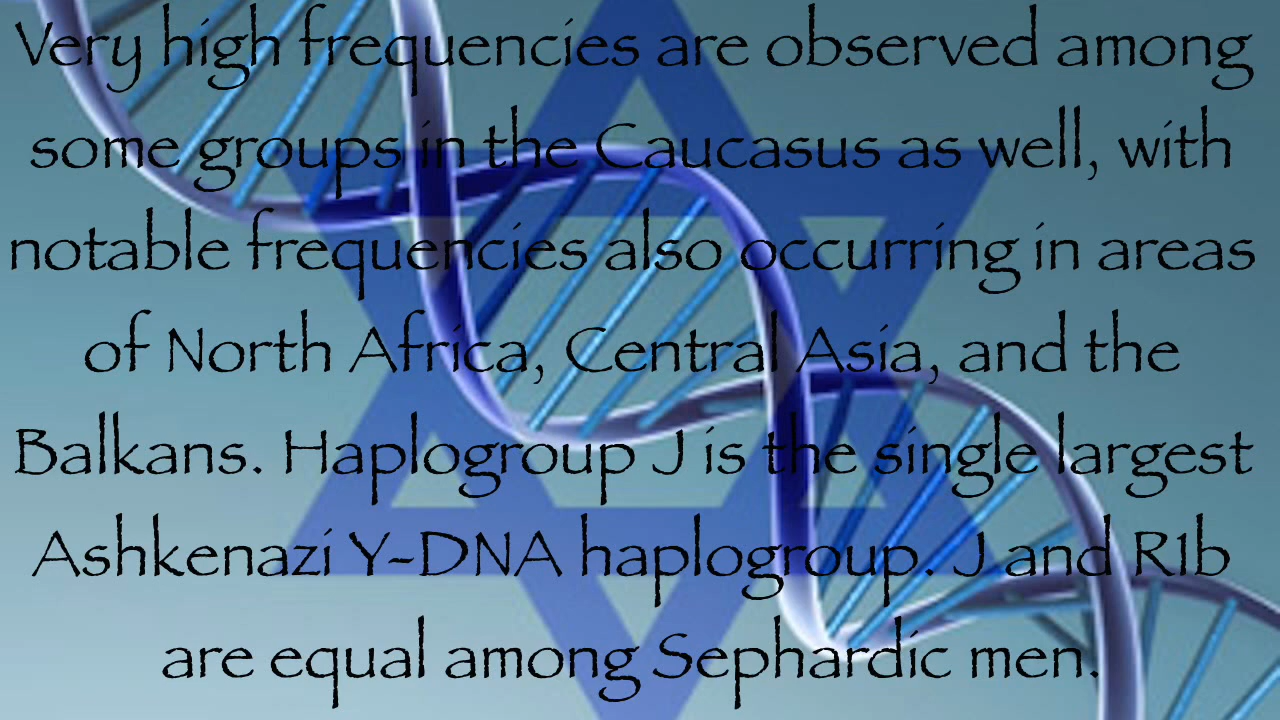 Very high frequencies are observed among
some groups in the Caucasus as well, with
notable frequencies also occurring in areas
of North Africa, Central Asia, and the
Balkans. Haplogroup J is the single largest
Ashkenazi Y-DNA haplogroup. J and R1b
are equal among Sephardic men.